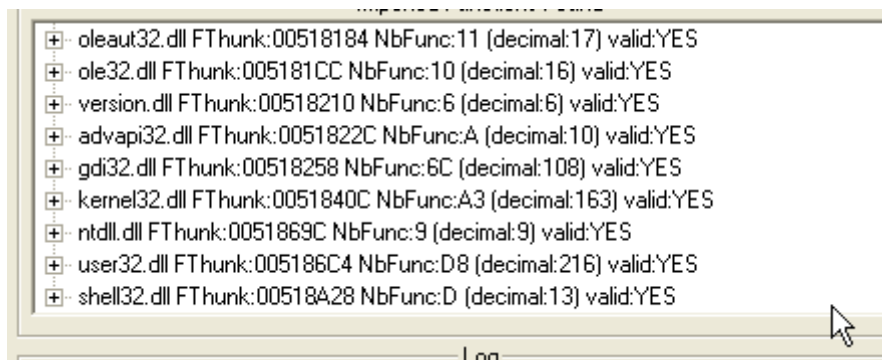 Imported Functions Found
oleaut32.dll FThunk:00518184 NbFunc:11 (decimal:17) valid:YES
ole32.dll FThunk:005181CC NbFunc:10 (decimal:16) valid:YES
version.dll FThunk:00518210 NbFunc:6 (decimal:6) valid:YES
advapi32.dll FThunk:0051822C NbFunc:A (decimal:10) valid:YES
gdi32.dll FThunk:00518258 NbFunc:6C (decimal:108) valid:YES
kernel32.dll FThunk:0051840C NbFunc:A3 (decimal:163) valid:YES
ntdll.dll FThunk:0051869C NbFunc:9 (decimal:9) valid:YES
user32.dll FThunk:005186C4 NbFunc:D8 (decimal:216) valid:YES
shell32.dll FThunk:00518A28 NbFunc:D (decimal:13) valid:YES
Log